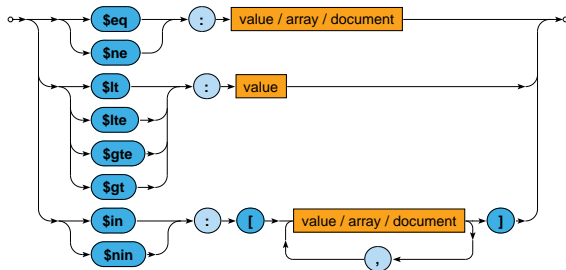 $eq : value / array / document
$ne
$lt : value
$lte
$gte
$gt
$in : [ value / array / document ]
$nin ,